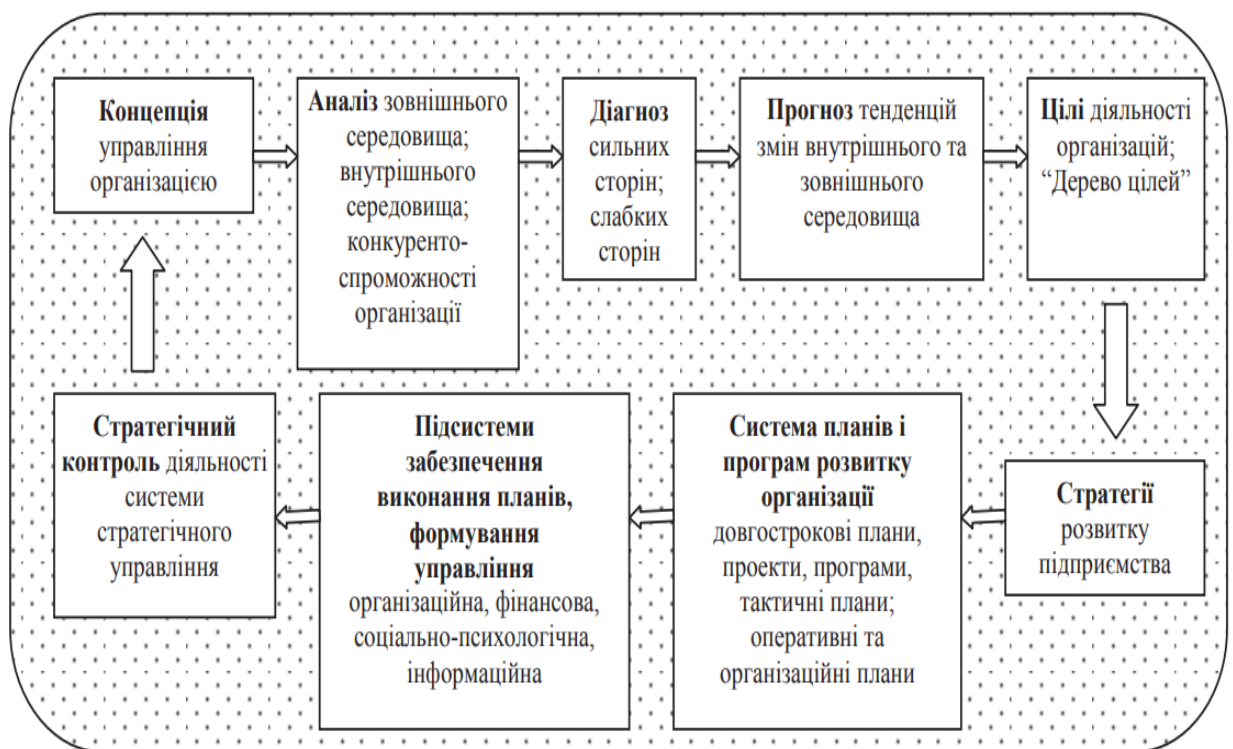 Концепція
управління
організацією
Аналіз зовнішнього
середовища;
внутрішнього
середовища;
конкуренто-
спроможності
організації
Діагноз
сильних
сторін;
слабких
сторін
Прогноз тенденцій
змін внутрішнього та
зовнішнього
середовища
Цілі діяльності
організацій;
“Дерево цілей”
Стратегії
розвитку
підприємства
Система планів і
програм розвитку
організації
довгострокові плани,
проекти, програми,
тактичні плани;
оперативні та
організаційні плани
Підсистеми
забезпечення
виконання планів,
формування
управління
організаційна, фінансова,
соціально-психологічна,
інформаційна
Стратегічний
контроль діяльності
системи
стратегічного
управління